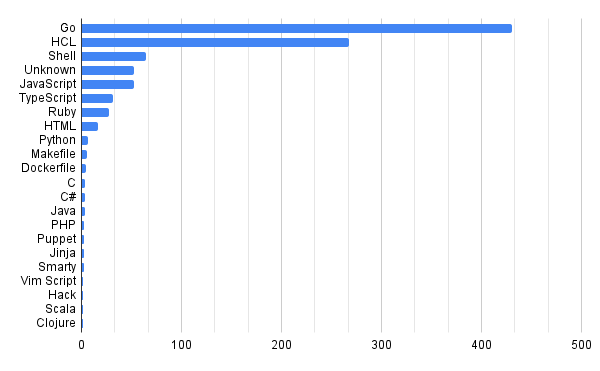 Go
HCL
Shell
Unknown
JavaScript
TypeScript
Ruby
HTML
Python
Makefile
Dockerfile
C
C#
Java
PHP
Puppet
Jinja
Smarty
Vim Script
Hack
Scala
Clojure
0 100 200 300 400 500